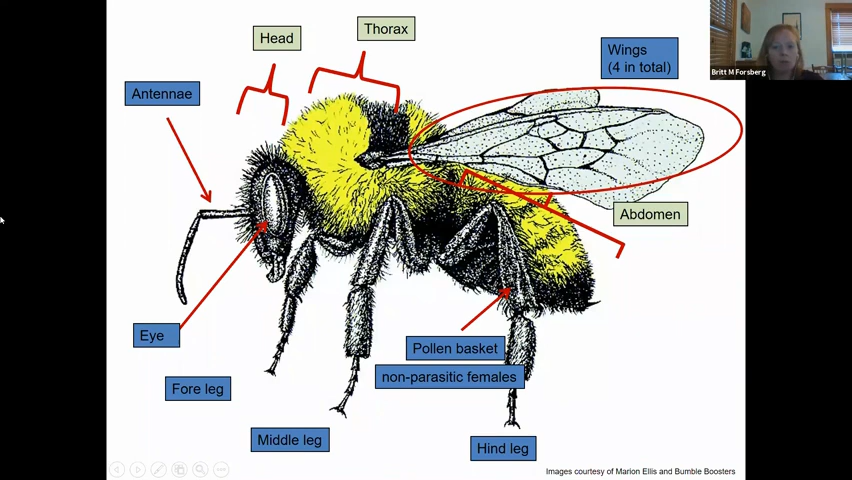 Head
Thorax
Wings
(4 in total)
Britt M Forsberg
Antennae
Abdomen
Eye
Pollen basket
non-parasitic females
Fore leg
Middle leg
Hind leg
Images courtesy of Marion Ellis and Bumble Boosters